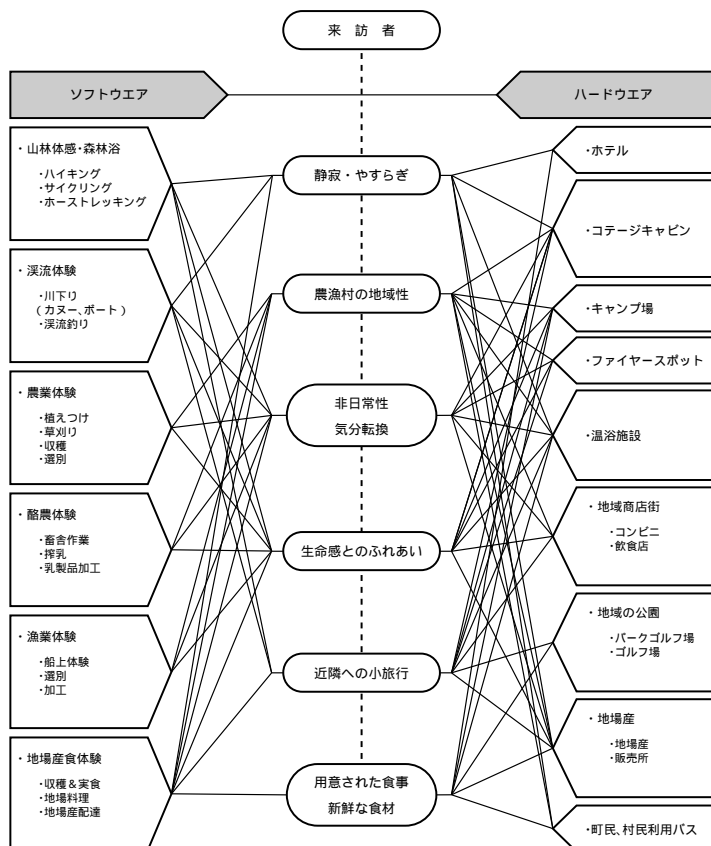 来 訪 者
ソフトウエア
ハードウエア
・山林体感・森林浴
・ハイキング
・サイクリング
・ホーストレッキング
・渓流体験
・川下り
(カヌー、ボート)
・渓流釣り
・農業体験
・植えつけ
・草刈り
・収穫
・選別
・酪農体験
・畜舎作業
・搾乳
・乳製品加工
・漁業体験
・船上体験
・選別
・加工
・地場産食体験
・収穫&実食
・地場料理
・地場産配達
静寂・やすらぎ
農漁村の地域性
非日常性
気分転換
生命感とのふれあい
近隣への小旅行
用意された食事
新鮮な食材
・ホテル
・コテージキャビン
・キャンプ場
・ファイヤースポット
・温浴施設
・地域商店街
・コンビニ
・飲食店
・地域の公園
・パークゴルフ場
・ゴルフ場
・地場産
・地場産
・販売所
・町民、村民利用バス